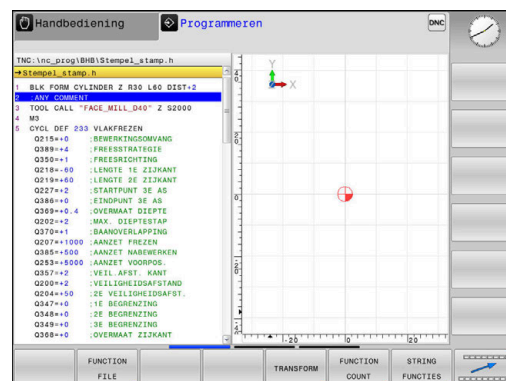 Handbediening
Programmeren
DNC
TNC:\nc_prog\BHB\Stempel_stamp.h
→Stempel_stamp.h
1 BLK FORM CYLINDER Z R30 L60 DIST+2
2 ;ANY COMMENT
3 TOOL CALL "FACE_MILL_D40" Z S2000
4 M3
5 CYCL DEF 233 VLAKFREZEN
Q215=+0 ;BEWERKINGSOMVANG
Q389=+4 ;FREESSTRATEGIE
Q350=+1 ;FREESRICHTING
Q218=-60 ;LENGTE 1E ZIJKANT
Q219=+60 ;LENGTE 2E ZIJKANT
Q227=+2 ;STARTPUNT 3E AS
Q386=+0 ;EINDPUNT 3E AS
Q369=+0.4 ;OVERMAAT DIEPTE
Q202=+2 ;MAX. DIEPTESTAP
Q370=+1 ;BAANOVERLAPPING
Q207=+1000 ;AANZET FREZEN
Q385=+500 ;AANZET NABEWERKEN
Q253=+5000 ;AANZET VOORPOS.
Q357=+2 ;VEIL.AFST. KANT
Q200=+2 ;VEILIGHEIDSAFSTAND
Q204=+50 ;2E VEILIGHEIDSAFST.
Q347=+0 ;1E BEGRENZING
Q348=+0 ;2E BEGRENZING
Q349=+0 ;3E BEGRENZING
Q368=+0 ;OVERMAAT ZIJKANT
Y
X
0
-20
0
20
FUNCTION
FILE
TRANSFORM
FUNCTION
COUNT
STRING
FUNCTIES